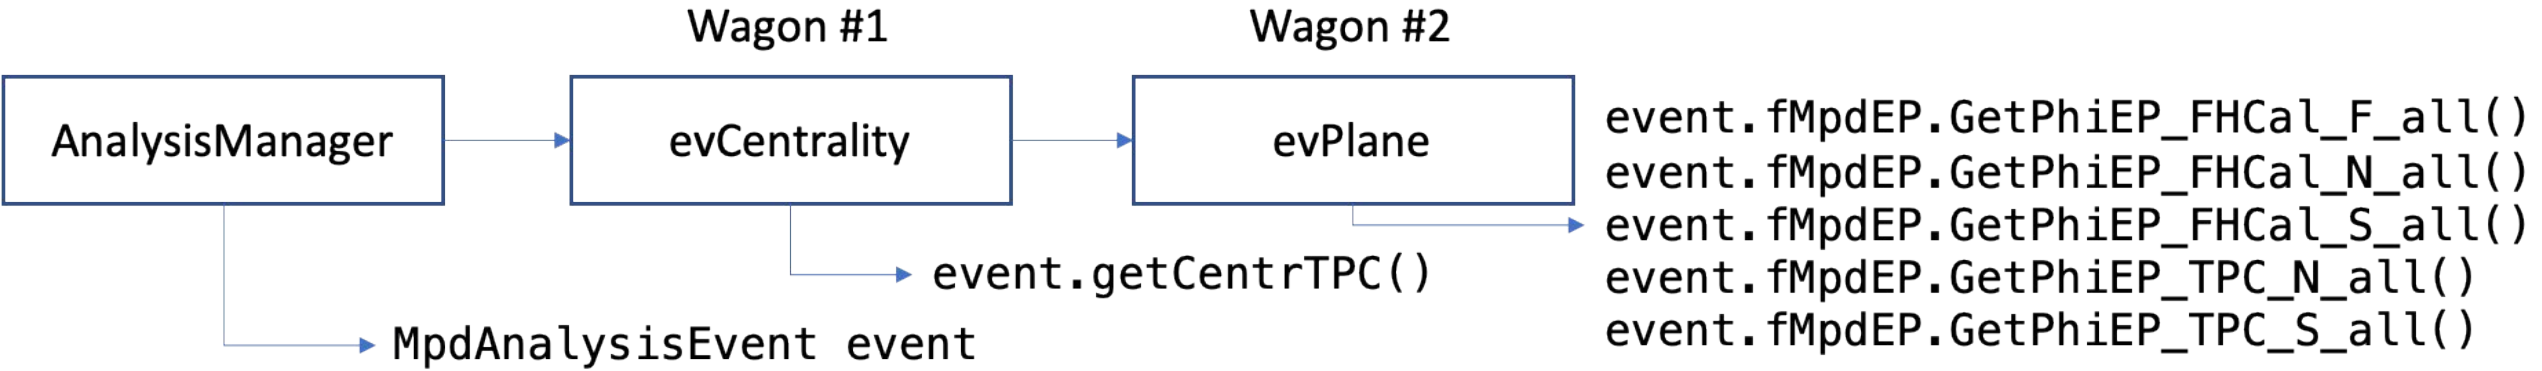 Wagon #1
Wagon #2
AnalysisManager
evCentrality
evPlane
event.fMpdEP.GetPhiEP_FHCal_F_all()
event.fMpdEP.GetPhiEP_FHCal_N_all()
event.fMpdEP.GetPhiEP_FHCal_S_all()
event.fMpdEP.GetPhiEP_TPC_N_all()
event.fMpdEP.GetPhiEP_TPC_S_all()
event.getCentrTPC()
MpdAnalysisEvent event